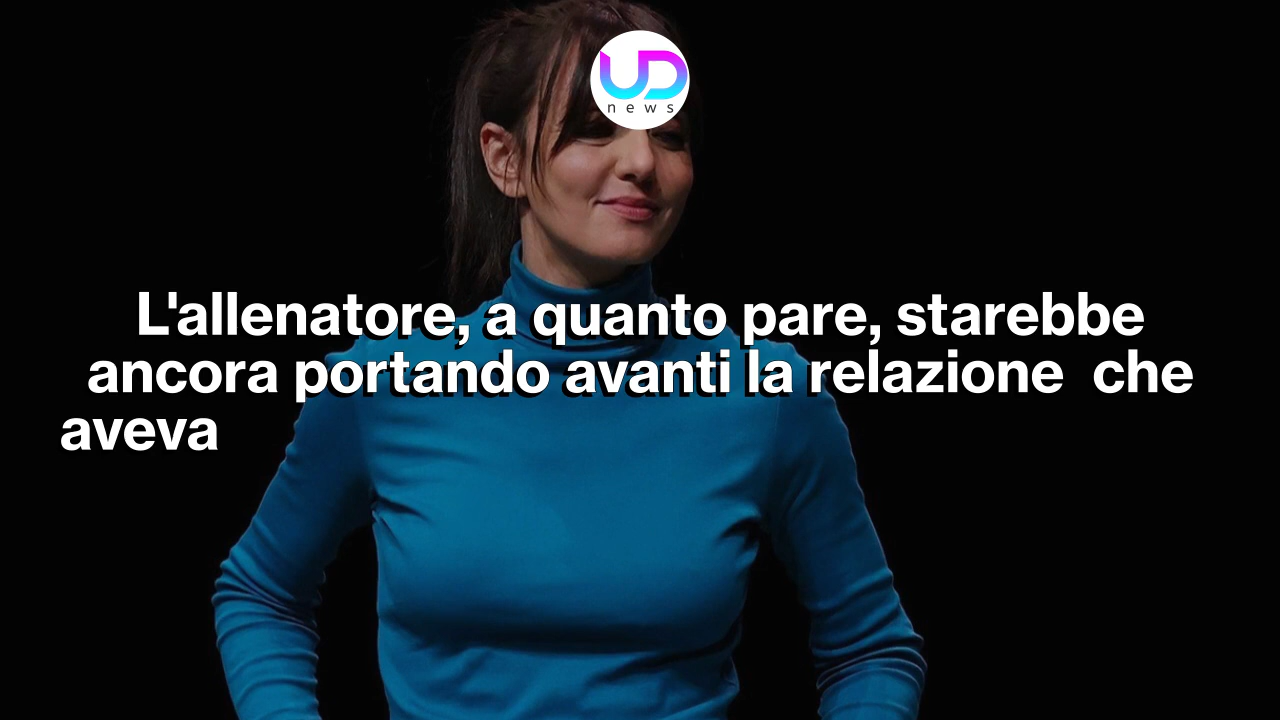 UD
news
L'allenatore, a quanto pare, starebbe
ancora portando avanti la relazione che
aveva